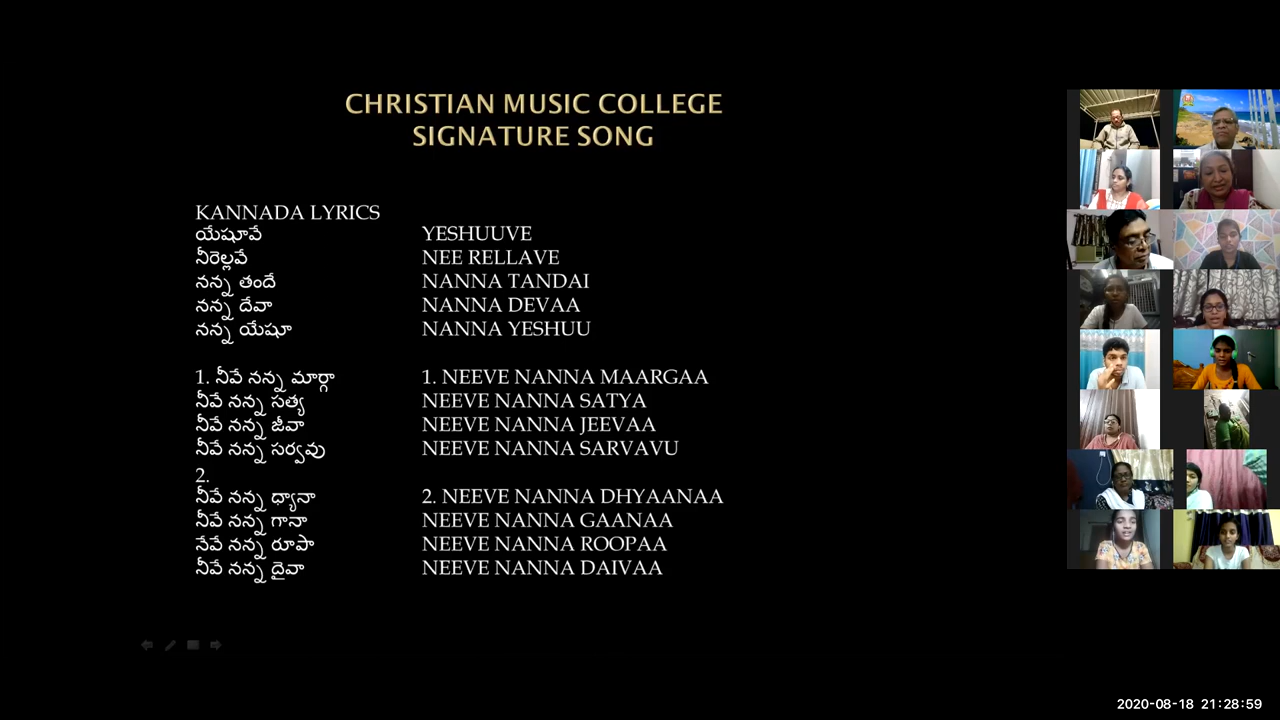 CHRISTIAN MUSIC COLLEGE
SIGNATURE SONG
KANNADA LYRICS
యేషూవే YESHUUVE
నీరెల్లవే NEE RELLAVE
నన్న తందే NANNA TANDAI
నన్న దేవా NANNA DEVAA
నన్న యేషూ NANNA YESHUU
1. నీవే నన్న మార్గా 1. NEEVE NANNA MAARGAA
నీవే నన్న సత్య NEEVE NANNA SATYA
నీవే నన్న జీవా NEEVE NANNA JEEVAA
నీవే నన్న సర్వవు NEEVE NANNA SARVAVU
2.
నీవే నన్న ధ్యానా 2. NEEVE NANNA DHYAANAA
నీవే నన్న గానా NEEVE NANNA GAANAA
నేవే నన్న రూపా NEEVE NANNA ROOPAA
నీవే నన్న దైవా NEEVE NANNA DAIVAA
2020-08-18 21:28:59